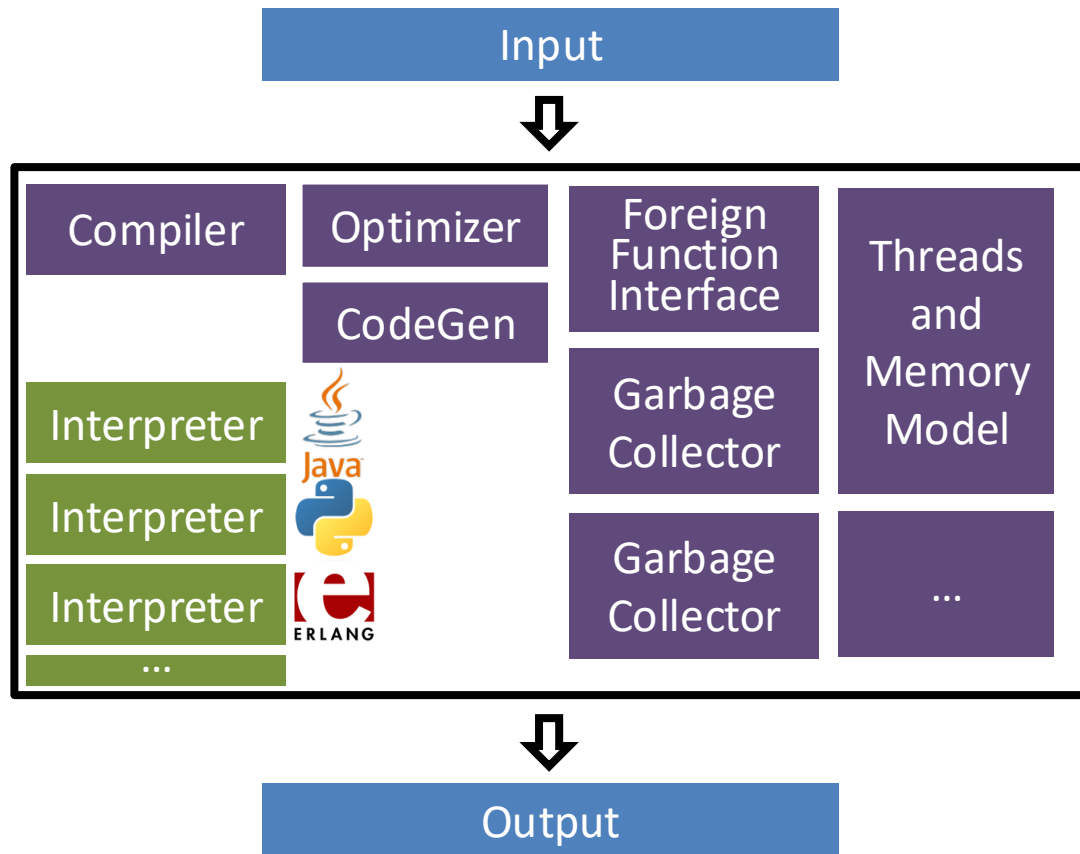 Input
Compiler
Optimizer
CodeGen
Foreign
Function
Interface
Threads
and
Memory
Model
Interpreter
Java
Interpreter
Interpreter
e
ERLANG
...
Garbage
Collector
Garbage
Collector
...
Output